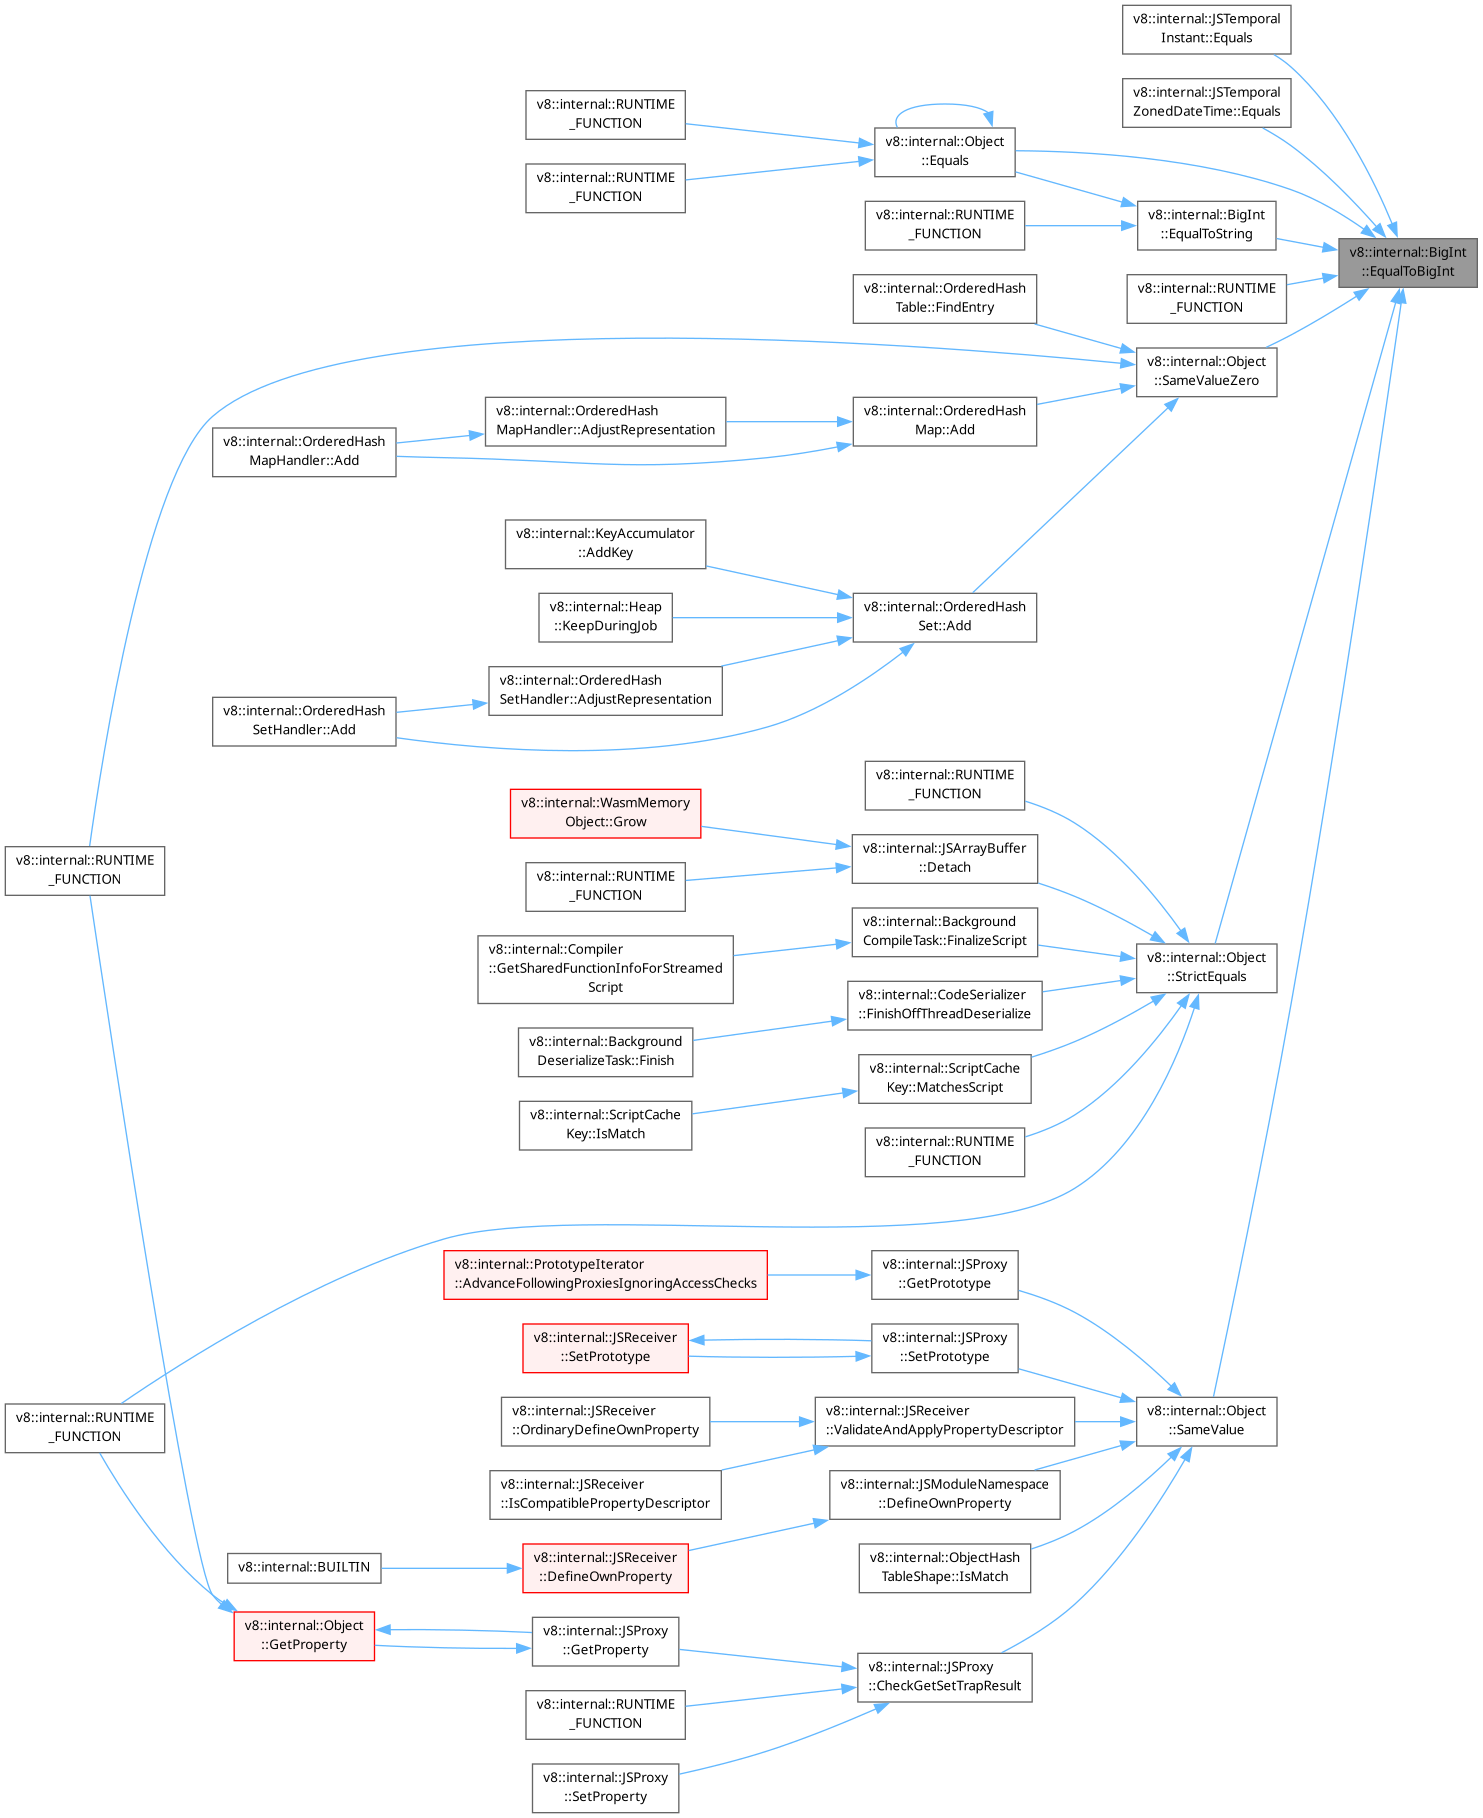 v8::internal::JSTemporal
Instant::Equals
v8::internal::JSTemporal
ZonedDateTime::Equals
v8::internal::RUNTIME
_FUNCTION
v8::internal::Object
::Equals
v8::internal::RUNTIME
_FUNCTION
v8::internal::RUNTIME
_FUNCTION
v8::internal::BigInt
::EqualToString
v8::internal::BigInt
::EqualToBigInt
v8::internal::OrderedHash
Table::FindEntry
v8::internal::RUNTIME
_FUNCTION
v8::internal::Object
::SameValueZero
v8::internal::OrderedHash
MapHandler::Add
v8::internal::OrderedHash
MapHandler::AdjustRepresentation
v8::internal::OrderedHash
Map::Add
v8::internal::KeyAccumulator
::AddKey
v8::internal::Heap
::KeepDuringJob
v8::internal::OrderedHash
Set::Add
v8::internal::OrderedHash
SetHandler::AdjustRepresentation
v8::internal::OrderedHash
SetHandler::Add
v8::internal::RUNTIME
_FUNCTION
v8::internal::WasmMemory
Object::Grow
v8::internal::JSArrayBuffer
::Detach
v8::internal::RUNTIME
_FUNCTION
v8::internal::RUNTIME
_FUNCTION
v8::internal::Background
CompileTask::FinalizeScript
v8::internal::Compiler
::GetSharedFunctionInfoForStreamed
Script
v8::internal::Object
::StrictEquals
v8::internal::CodeSerializer
::FinishOffThreadDeserialize
v8::internal::Background
DeserializeTask::Finish
v8::internal::ScriptCache
Key::MatchesScript
v8::internal::ScriptCache
Key::IsMatch
v8::internal::RUNTIME
_FUNCTION
v8::internal::PrototypeIterator
::AdvanceFollowingProxiesIgnoringAccessChecks
v8::internal::JSProxy
::GetPrototype
v8::internal::JSReceiver
::SetPrototype
v8::internal::JSProxy
::SetPrototype
v8::internal::RUNTIME
_FUNCTION
v8::internal::JSReceiver
::OrdinaryDefineOwnProperty
v8::internal::JSReceiver
::ValidateAndApplyPropertyDescriptor
v8::internal::Object
::SameValue
v8::internal::JSReceiver
::IsCompatiblePropertyDescriptor
v8::internal::JSModuleNamespace
::DefineOwnProperty
v8::internal::BUILTIN
v8::internal::JSReceiver
::DefineOwnProperty
v8::internal::ObjectHash
TableShape::IsMatch
v8::internal::Object
::GetProperty
v8::internal::JSProxy
::GetProperty
v8::internal::JSProxy
::CheckGetSetTrapResult
v8::internal::RUNTIME
_FUNCTION
v8::internal::JSProxy
::SetProperty